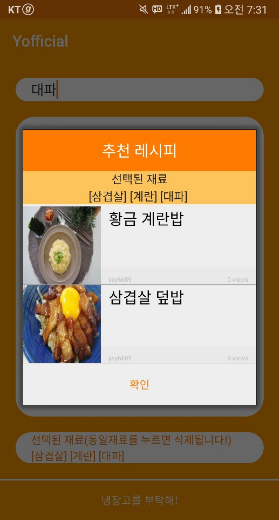 KT 91% 오전 7:31
Yofficial
대파
추천 레시피
선택된 재료
[삼겹살] [계란] [대파]
황금 계란밥
삼겹살 덮밥
확인
선택된 재료(동일재료를 누르면 삭제됩니다!)
[삼겹살] [계란] [대파]
냉장고를 부탁해!